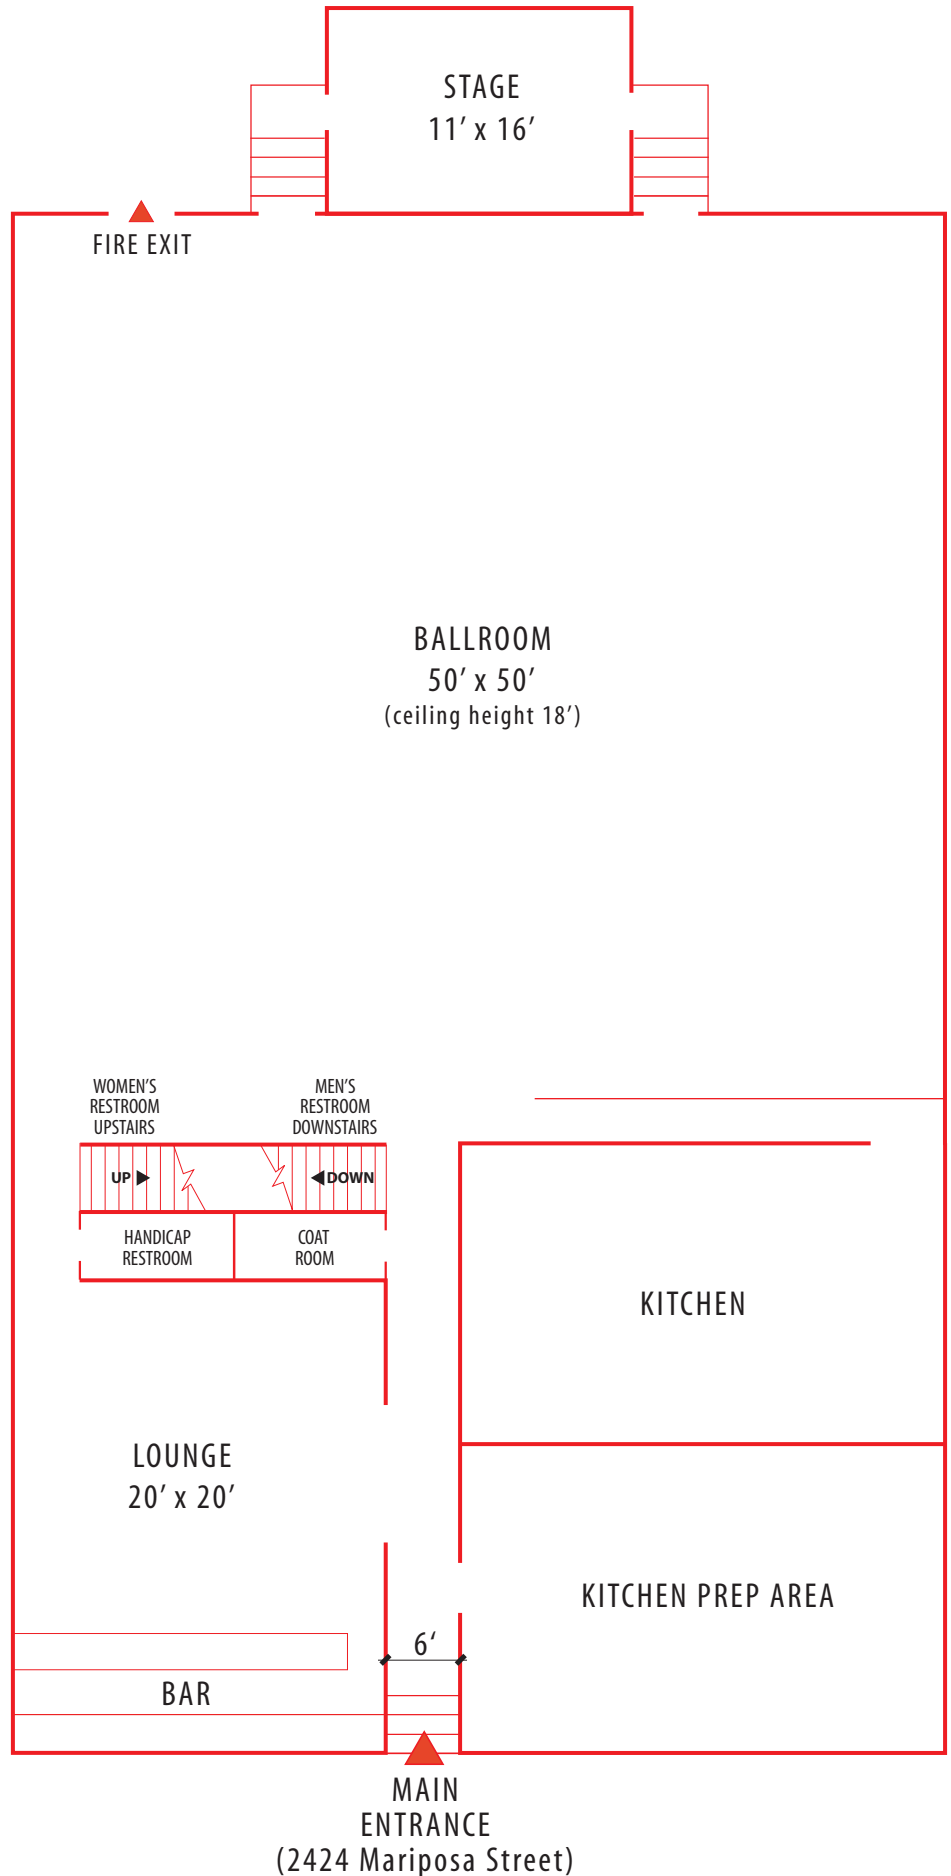 STAGE
11’ x 16’
FIRE EXIT
BALLROOM
50’ x 50’
(ceiling height 18’)
WOMEN’S
RESTROOM
UPSTAIRS
MEN’S
RESTROOM
DOWNSTAIRS
UP
DOWN
HANDICAP
RESTROOM
COAT
ROOM
KITCHEN
LOUNGE
20’ x 20’
KITCHEN PREP AREA
6‘
BAR
MAIN
ENTRANCE
(2424 Mariposa Street)